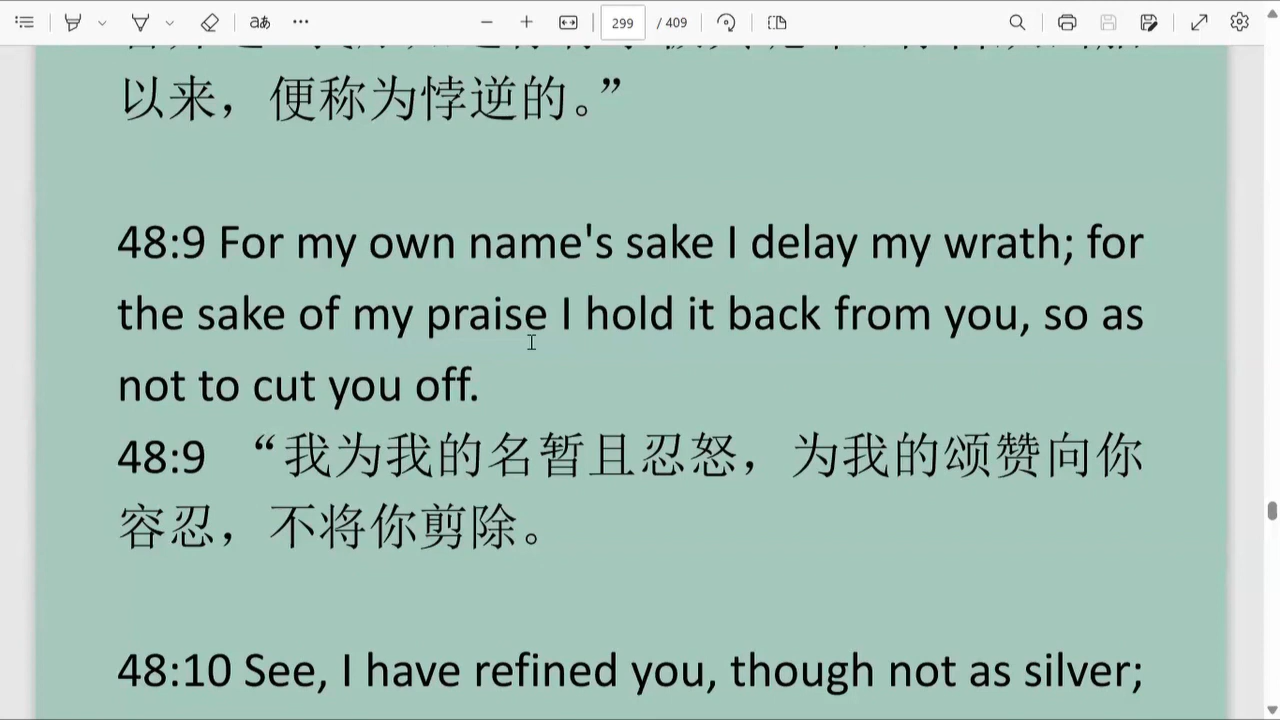 299 / 409
以来，便称为悖逆的。”
48:9 For my own name's sake I delay my wrath; for
the sake of my praise I hold it back from you, so as
not to cut you off.
48:9 “我为我的名暂且忍怒，为我的颂赞向你
容忍，不将你剪除。
48:10 See, I have refined you, though not as silver;